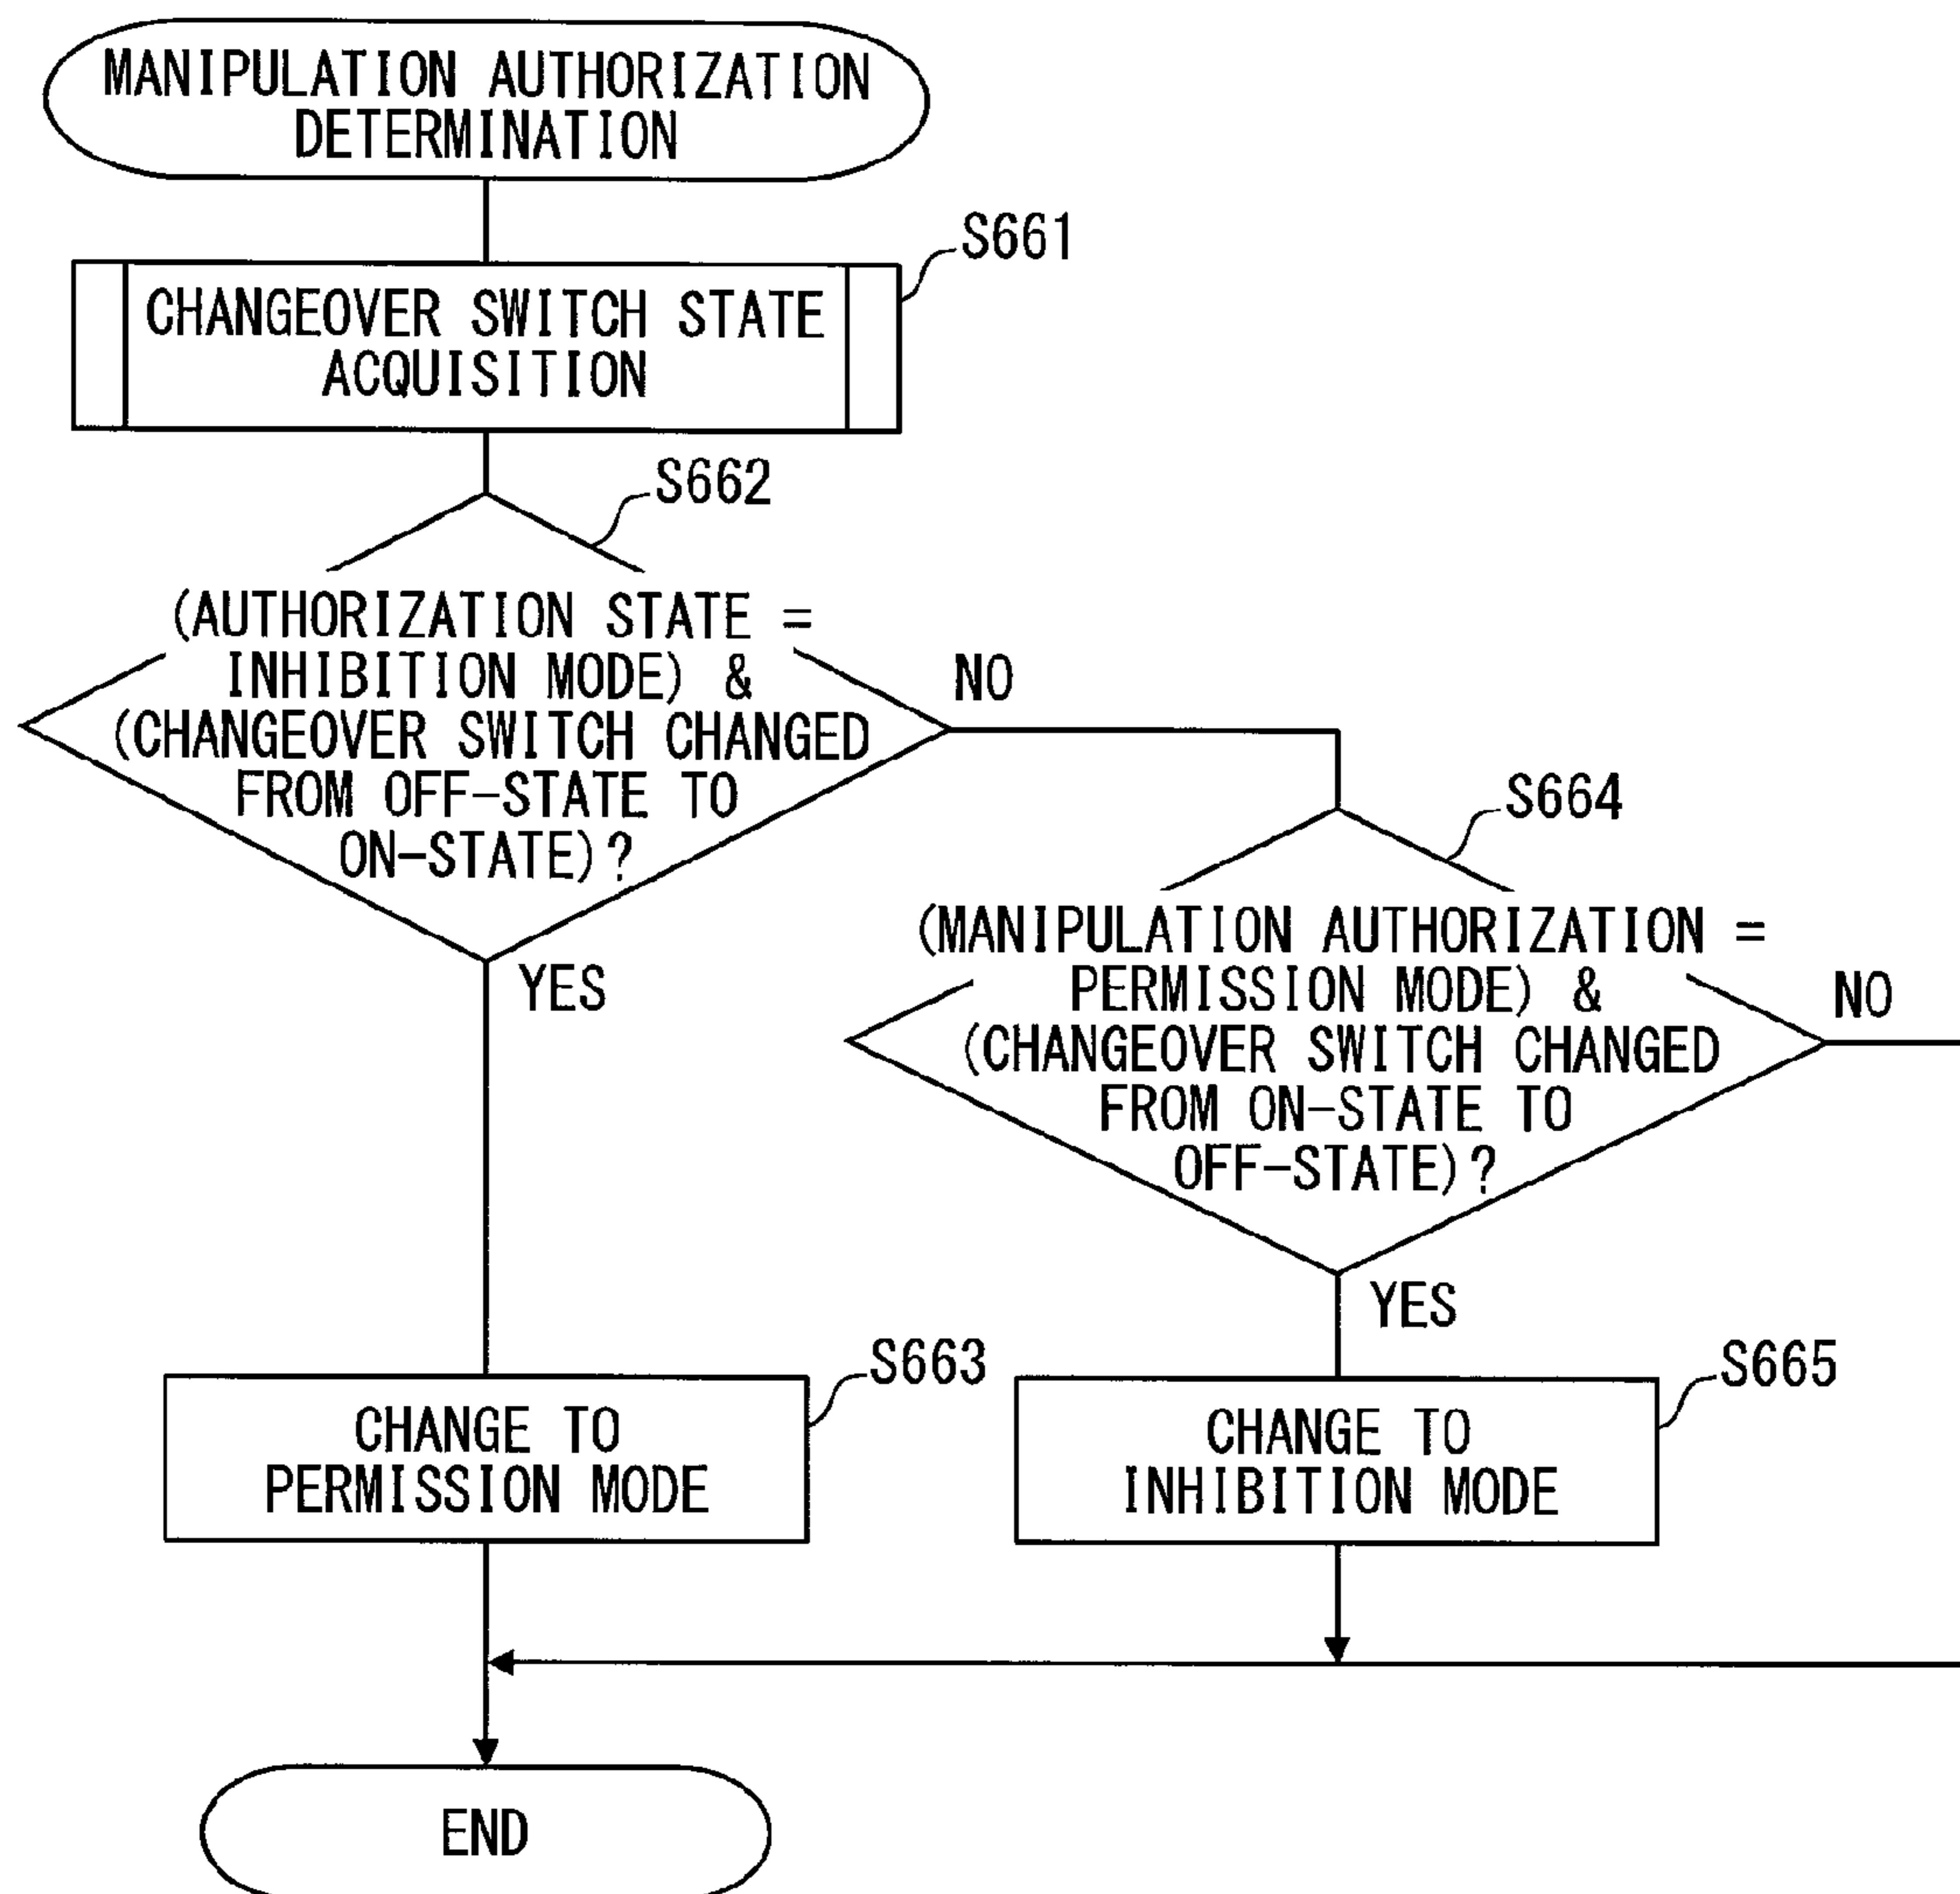 MANIPULATION AUTHORIZATION
DETERMINATION
S661
CHANGEOVER SWITCH STATE
ACQUISITION
S662
(AUTHORIZATION STATE =
INHIBITION MODE) &
(CHANGEOVER SWITCH CHANGED
FROM OFF-STATE TO
ON-STATE)?
NO
YES
S664
(MANIPULATION AUTHORIZATION =
PERMISSION MODE) &
(CHANGEOVER SWITCH CHANGED
FROM ON-STATE TO
OFF-STATE)?
NO
YES
S663
CHANGE TO
PERMISSION MODE
S665
CHANGE TO
INHIBITION MODE
END